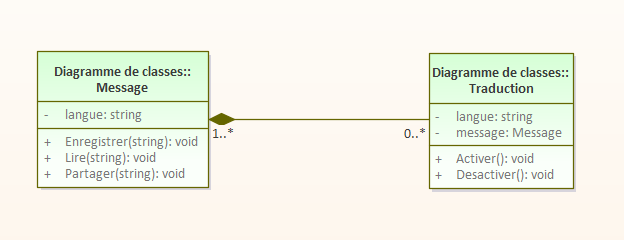 Diagramme de classes::
Message
- langue: string
+ Enregistrer(string): void
+ Lire(string): void
+ Partager(string): void
1..*
0..*
Diagramme de classes::
Traduction
- langue: string
- message: Message
+ Activer(): void
+ Desactiver(): void